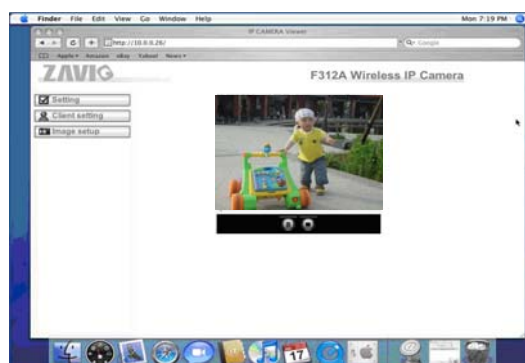 Finder File Edit View Go Window Help
Mon 7:19 PM
IP CAMERA Viewer
http://10.0.0.26/
Google
Apple Amazon eBay Yahoo! News
ZAVIO
F312A Wireless IP Camera
Setting
Client setting
Image setup
17